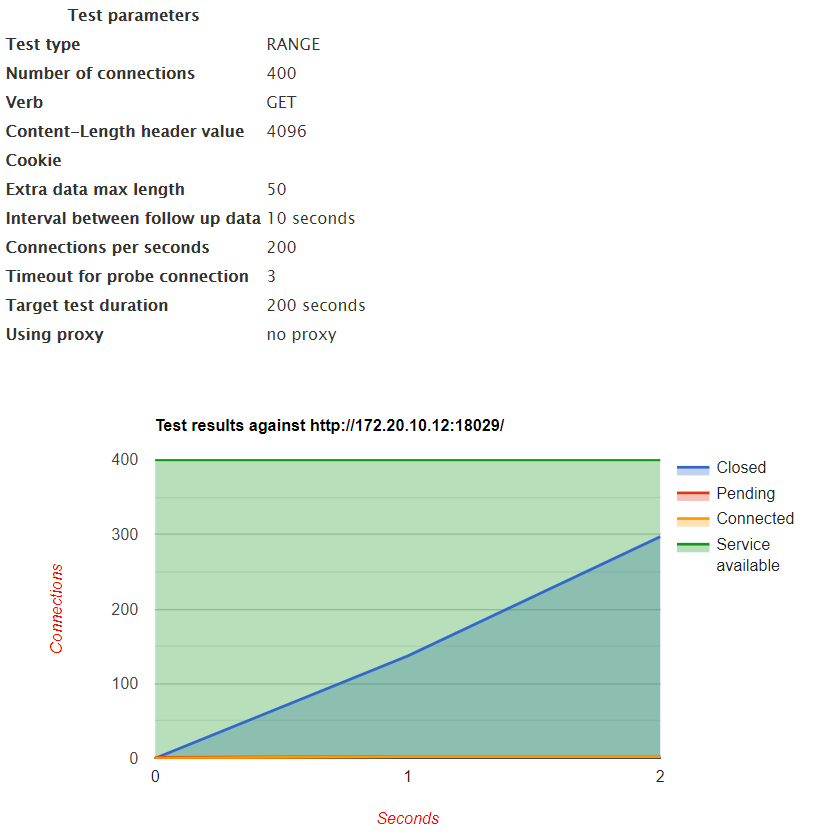 Test parameters
Test type RANGE
Number of connections 400
Verb GET
Content-Length header value 4096
Cookie
Extra data max length 50
Interval between follow up data 10 seconds
Connections per seconds 200
Timeout for probe connection 3
Target test duration 200 seconds
Using proxy no proxy
Test results against http://172.20.10.12:18029/
400
300
200
100
0
Connections
0 1 2
Seconds
Closed
Pending
Connected
Service
available